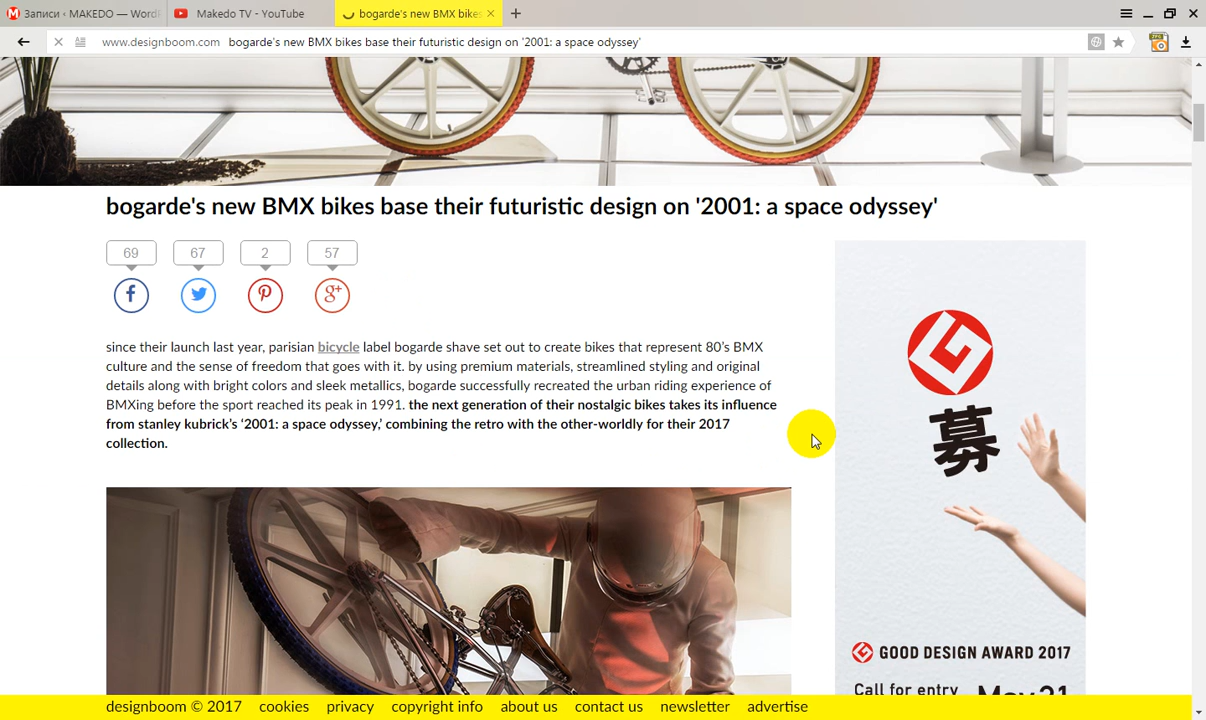 Записи ‹ MAKEDO — WordP
Makedo TV - YouTube
bogarde's new BMX bikes
www.designboom.com bogarde's new BMX bikes base their futuristic design on '2001: a space odyssey'
bogarde's new BMX bikes base their futuristic design on '2001: a space odyssey'
69
67
2
57
since their launch last year, parisian bicycle label bogarde shave set out to create bikes that represent 80's BMX
culture and the sense of freedom that goes with it. by using premium materials, streamlined styling and original
details along with bright colors and sleek metallics, bogarde successfully recreated the urban riding experience of
BMXing before the sport reached its peak in 1991. the next generation of their nostalgic bikes takes its influence
from stanley kubrick's ‘2001: a space odyssey,’ combining the retro with the other-worldly for their 2017
collection.
募
GOOD DESIGN AWARD 2017
Call for entry May 31
designboom © 2017 cookies privacy copyright info about us contact us newsletter advertise